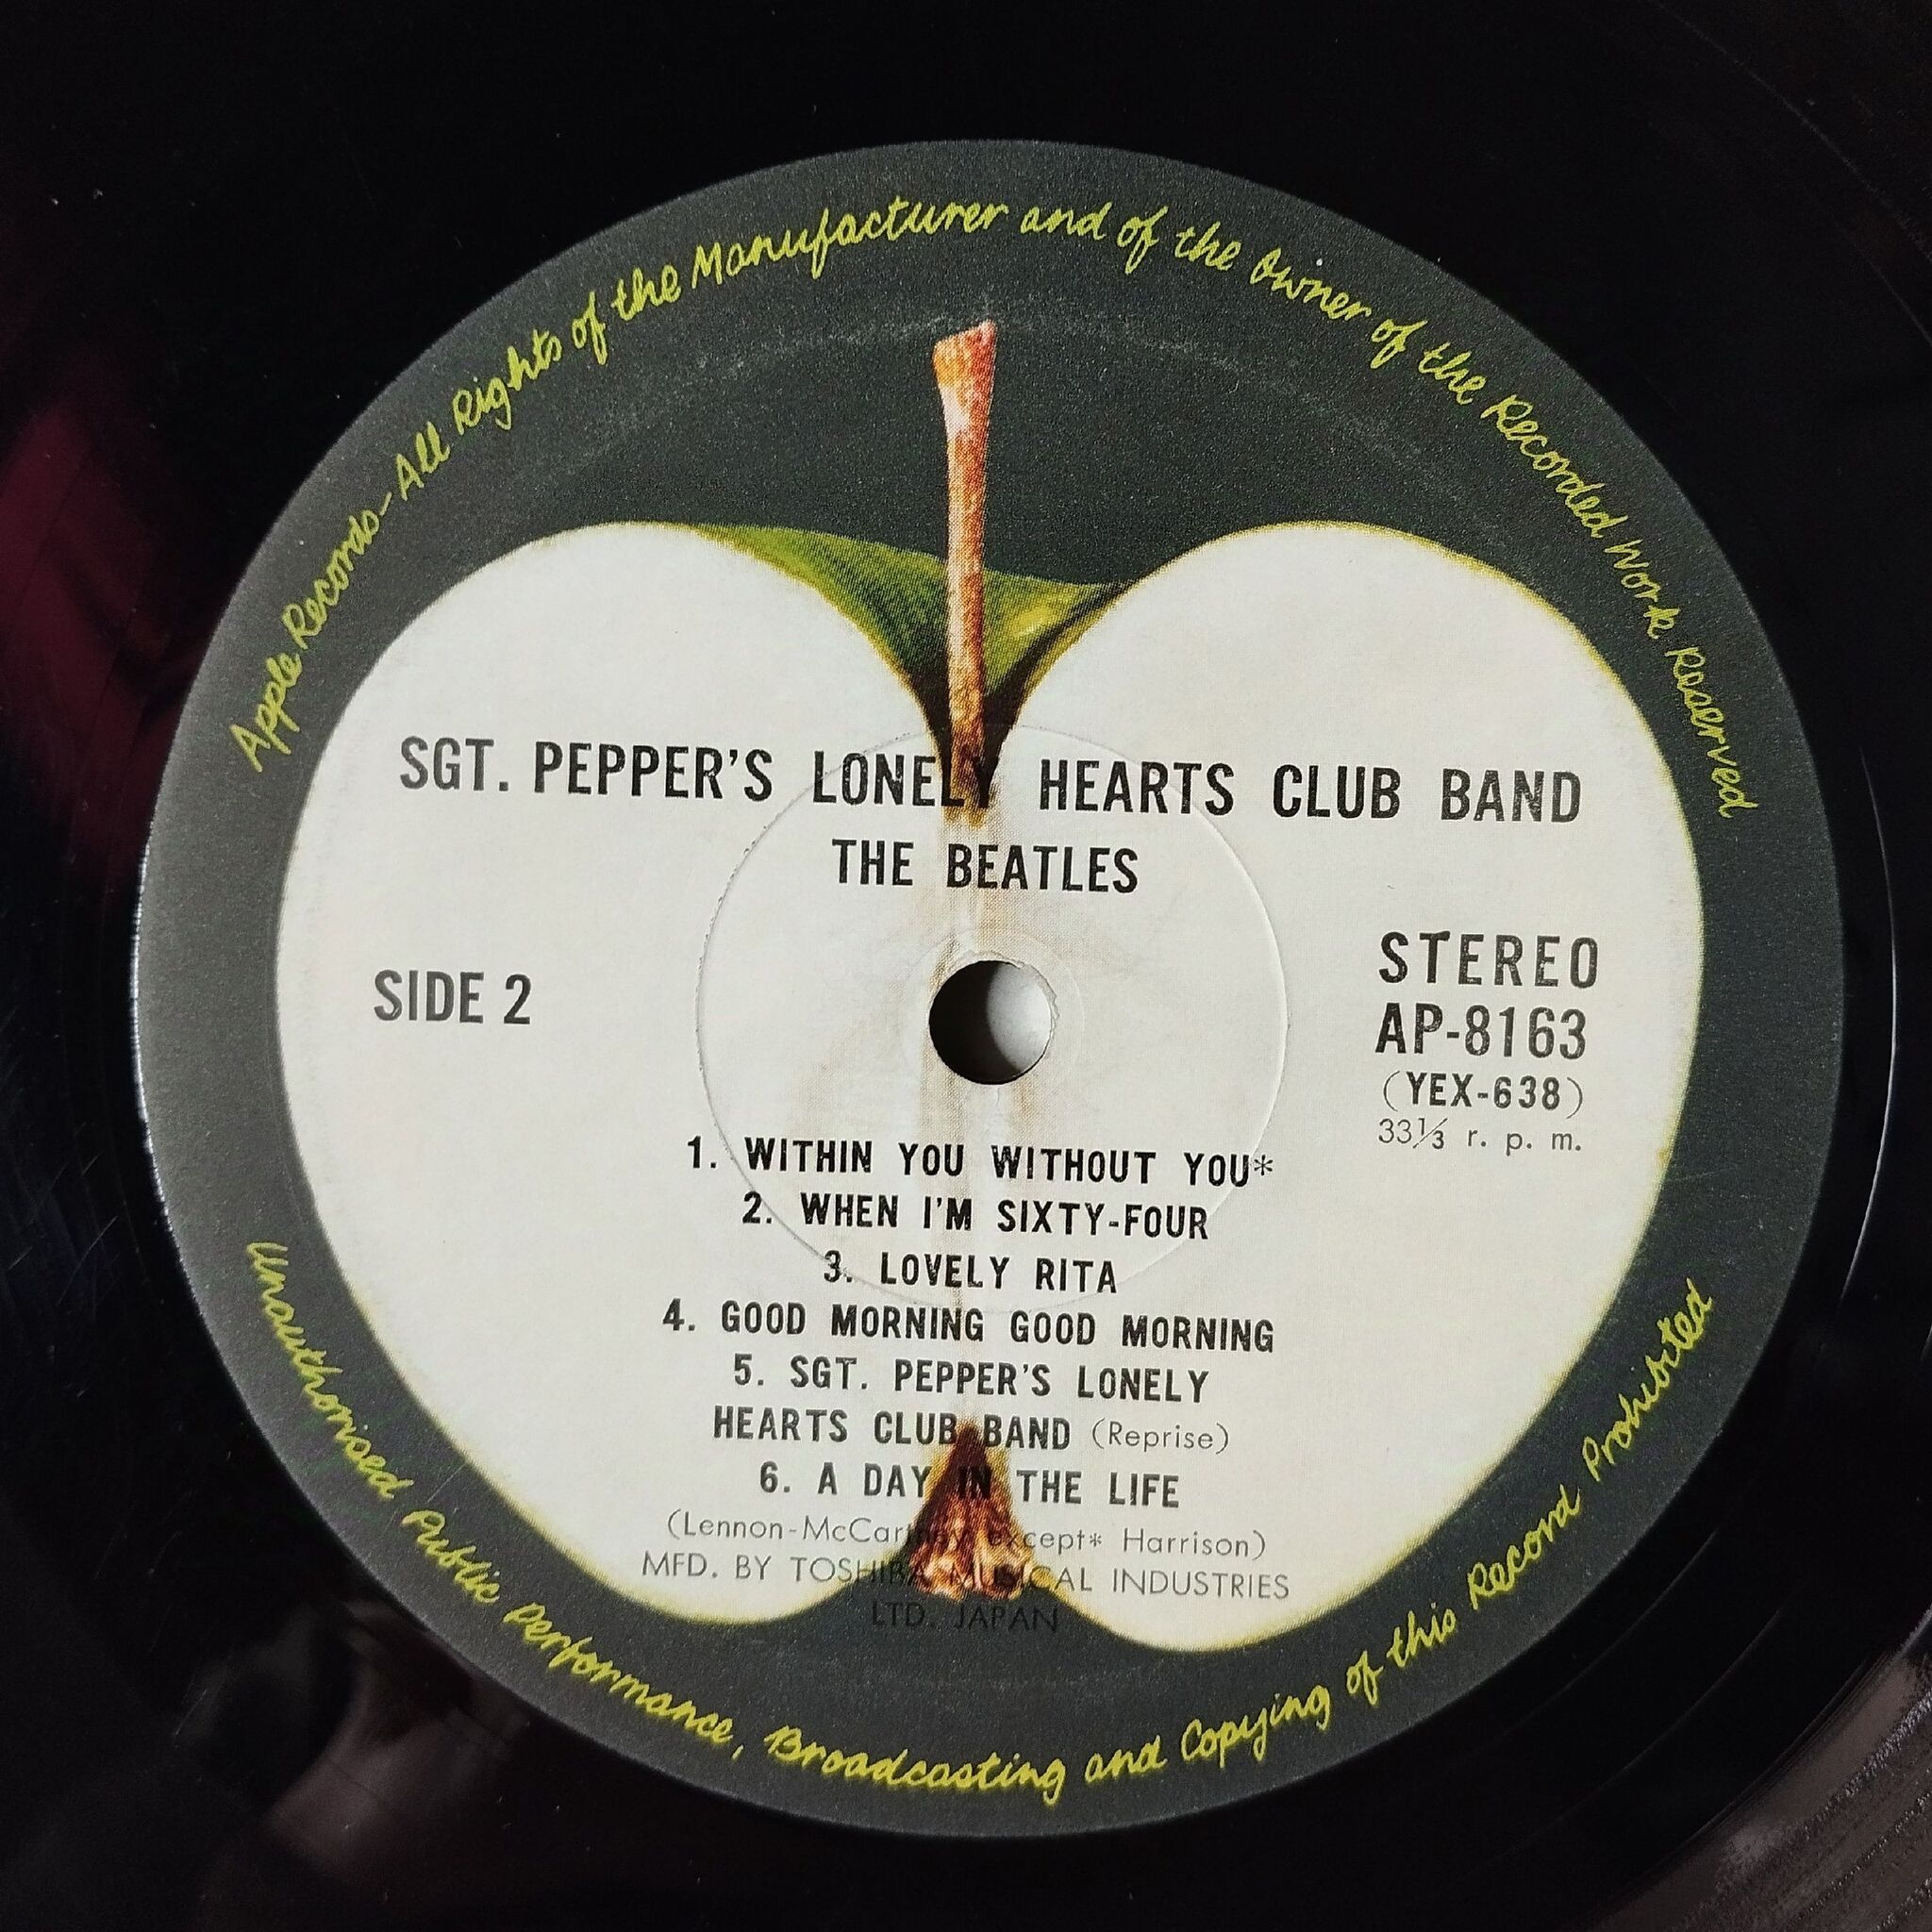 Apple Records-All Rights of the Manufacturer and of the Owner of the Recorded Work Reserved
SGT. PEPPER'S LONELY HEARTS CLUB BAND
THE BEATLES
SIDE 2
STEREO
AP-8163
(YEX-638)
33⅓ r. p. m.
1. WITHIN YOU WITHOUT YOU*
2. WHEN I'M SIXTY-FOUR
3. LOVELY RITA
4. GOOD MORNING GOOD MORNING
5. SGT. PEPPER'S LONELY
HEARTS CLUB BAND (Reprise)
6. A DAY IN THE LIFE
(Lennon-McCartney except* Harrison)
MFD. BY TOSHIBA MUSICAL INDUSTRIES
LTD. JAPAN
Unauthorised Public Performance, Broadcasting and Copying of this Record Prohibited